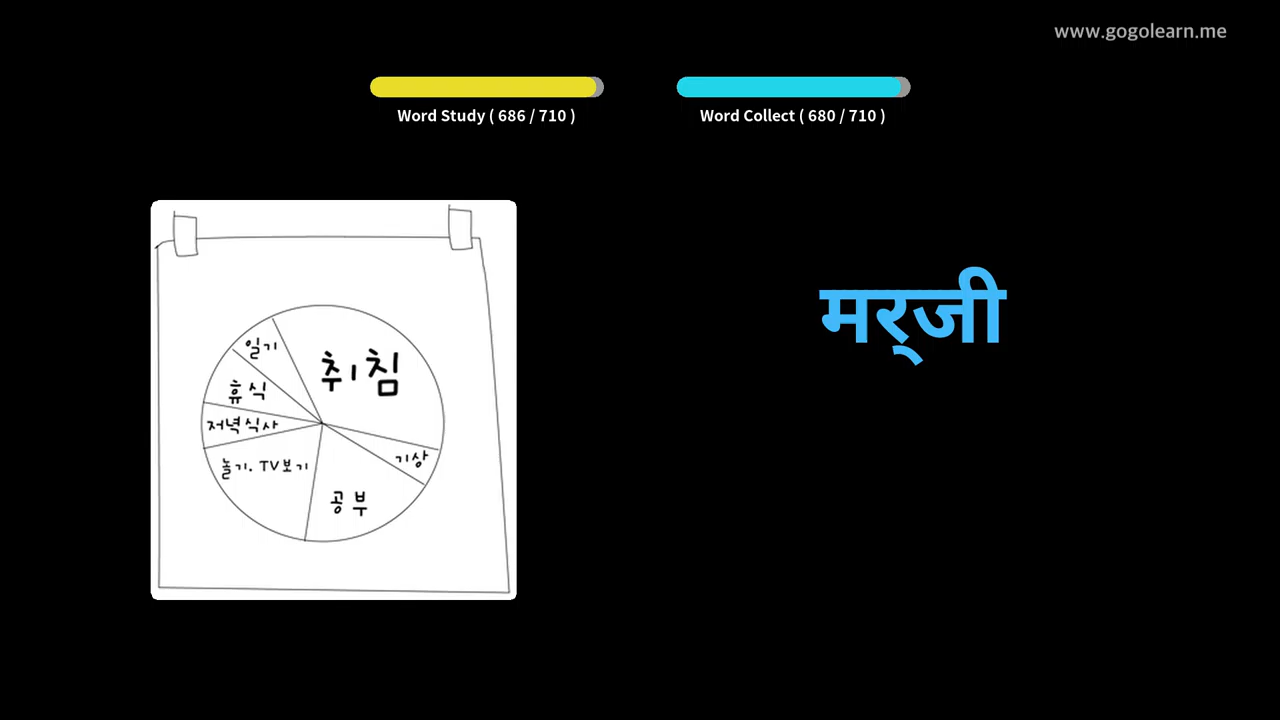 www.gogolearn.me
Word Study ( 686 / 710 )
Word Collect ( 680 / 710 )
मर्‌जी
일기
취침
휴식
저녁식사
놀기. TV보기
기상
공부